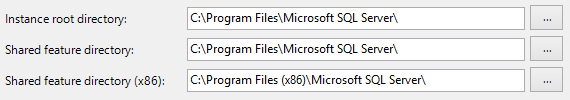 Instance root directory: C:\Program Files\Microsoft SQL Server\ ...
Shared feature directory: C:\Program Files\Microsoft SQL Server\ ...
Shared feature directory (x86): C:\Program Files (x86)\Microsoft SQL Server\ ...